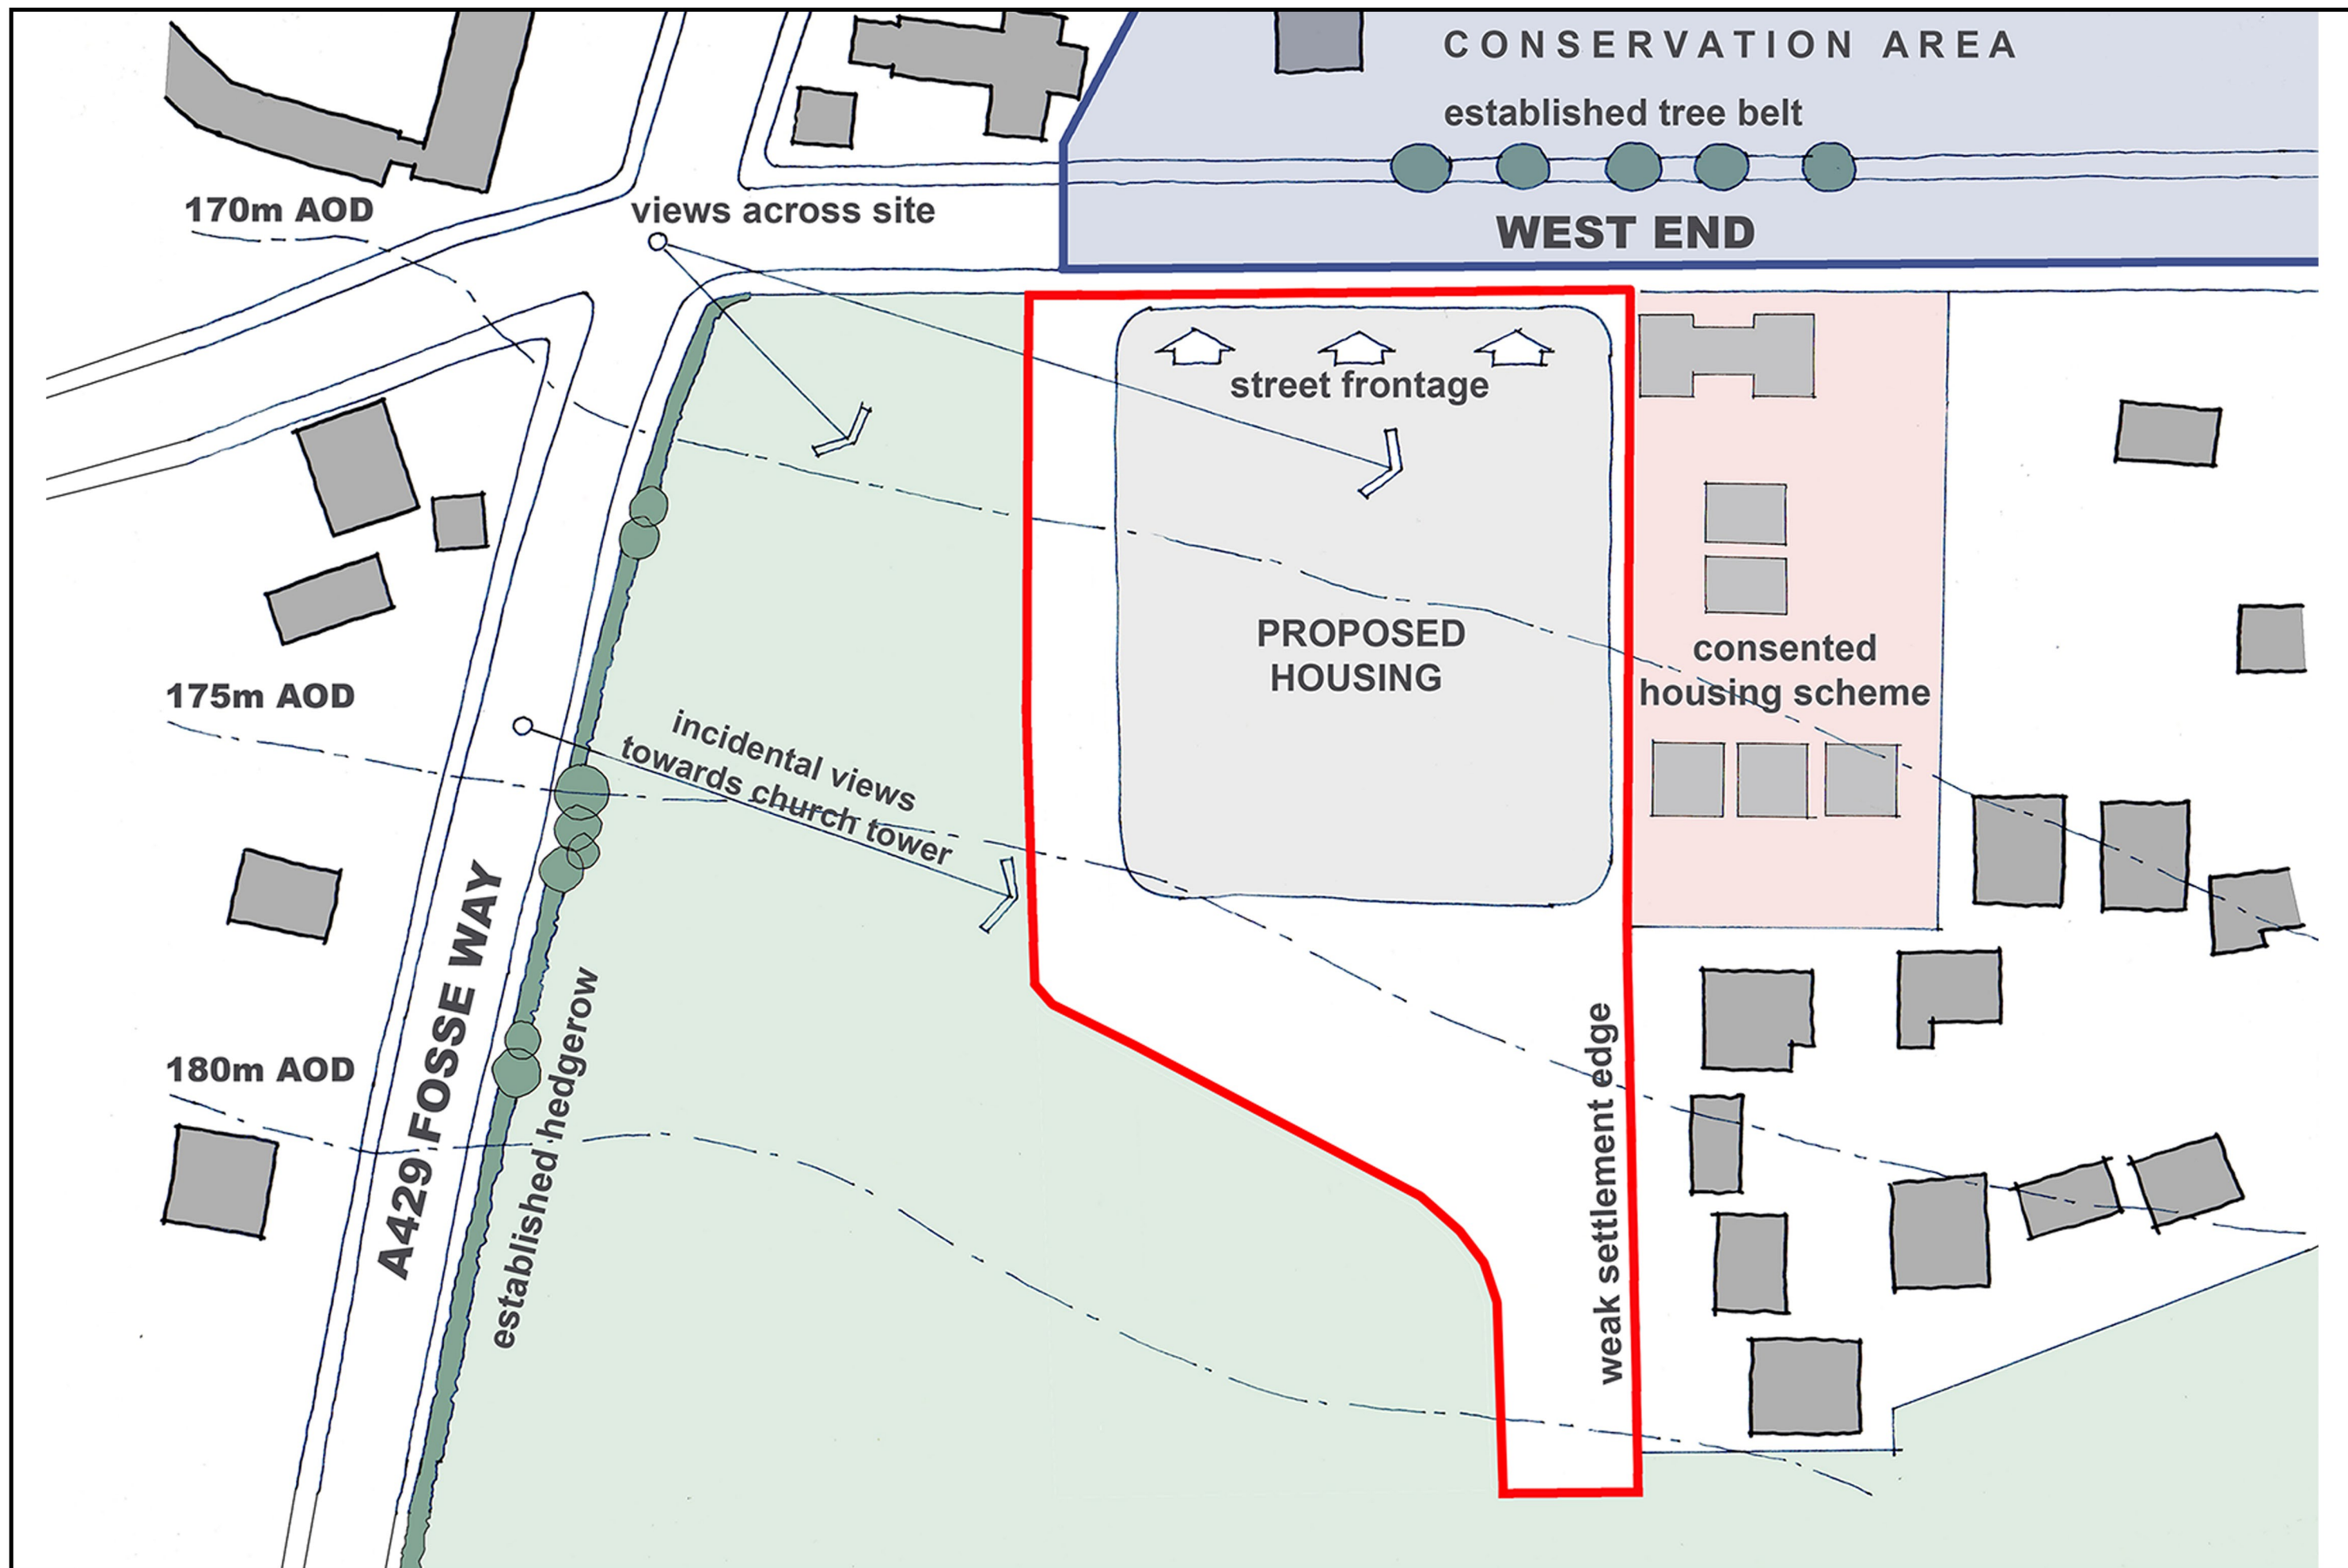 CONSERVATION AREA
established tree belt
WEST END
170m AOD
views across site
street frontage
PROPOSED
HOUSING
consented
housing scheme
175m AOD
incidental views
towards church tower
A429 FOSSE WAY
established hedgerow
180m AOD
weak settlement edge